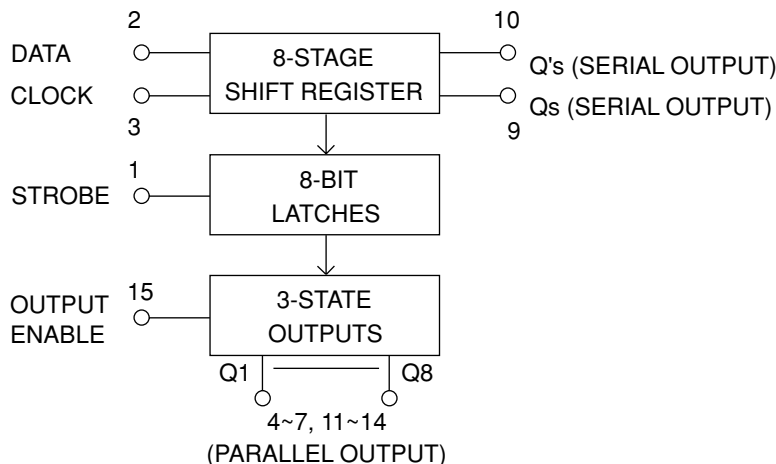 2
10
DATA
8-STAGE
Q's (SERIAL OUTPUT)
CLOCK
SHIFT REGISTER
Qs (SERIAL OUTPUT)
3
9
1
8-BIT
STROBE
LATCHES
15
3-STATE
OUTPUT
ENABLE
OUTPUTS
Q1
Q8
4~7, 11~14
(PARALLEL OUTPUT)